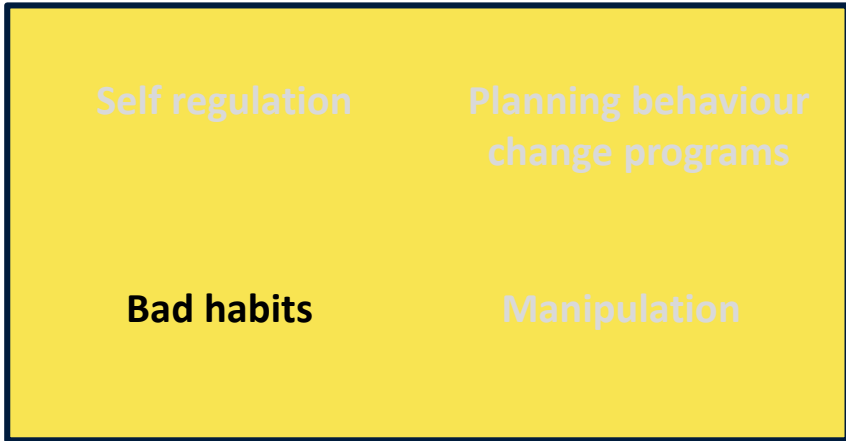 Self regulation
Planning behaviour
change programs
Bad habits
Manipulation